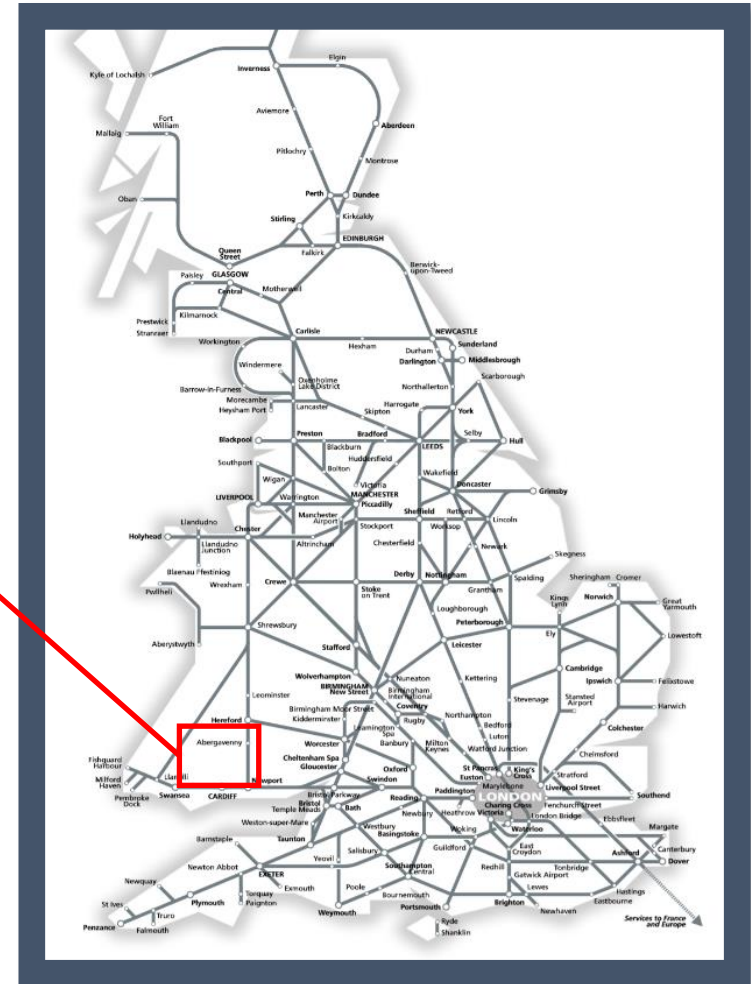 Elgin
Inverness
Kyle of Lochalsh
Aviemore
Fort
William
Mallaig
Aberdeen
Pitlochry
Montrose
Perth
Dundee
Oban
Stirling
Kirkcaldy
EDINBURGH
Queen
Street
Falkirk
Berwick-
upon-Tweed
Paisley
GLASGOW
Central
Motherwell
Prestwick
Kilmarnock
Stranraer
Carlisle
NEWCASTLE
Workington
Hexham
Durham
Sunderland
Darlington
Middlesbrough
Windermere
Oxenholme
Lake District
Northallerton
Scarborough
Barrow-in-Furness
Morecambe
Heysham Port
Lancaster
Harrogate
York
Skipton
Blackpool
Preston
Bradford
LEEDS
Selby
Hull
Blackburn
Huddersfield
Southport
Bolton
Wakefield
Wigan
Victoria
MANCHESTER
Piccadilly
Doncaster
Grimsby
LIVERPOOL
Warrington
Manchester
Airport
Sheffield
Retford
Lincoln
Llandudno
Stockport
Worksop
Holyhead
Chester
Llandudno
Junction
Altrincham
Chesterfield
Newark
Skegness
Blaenau Ffestiniog
Derby
Nottingham
Spalding
Sheringham
Cromer
Pwllheli
Wrexham
Crewe
Stoke
on Trent
Grantham
Kings
Lynn
Norwich
Great
Yarmouth
Loughborough
Peterborough
Shrewsbury
Ely
Lowestoft
Aberystwyth
Stafford
Leicester
Wolverhampton
Cambridge
BIRMINGHAM
New Street
Nuneaton
Kettering
Ipswich
Felixstowe
Leominster
Birmingham
International
Stansted
Airport
Birmingham Moor Street
Coventry
Stevenage
Harwich
Hereford
Kidderminster
Rugby
Northampton
Leamington
Spa
Bedford
Colchester
Abergavenny
Worcester
Banbury
Milton
Keynes
Luton
Cheltenham Spa
Watford Junction
Chelmsford
Fishguard
Harbour
Gloucester
Oxford
St Pancras
King's
Cross
Stratford
Milford
Haven
Llanelli
Newport
Swindon
Euston
Liverpool Street
Pembroke
Dock
Swansea
CARDIFF
Bristol Parkway
Paddington
Marylebone
LONDON
Southend
Bristol
Temple Meads
Bath
Reading
Charing Cross
Fenchurch Street
Newbury
Heathrow
Victoria
London Bridge
Ebbsfleet
Weston-super-Mare
Westbury
Basingstoke
Woking
Waterloo
Margate
Barnstaple
Taunton
Salisbury
Guildford
East
Croydon
Canterbury
Yeovil
Redhill
Tonbridge
Ashford
Dover
Newton Abbot
EXETER
Southampton
Central
Gatwick Airport
Newquay
Exmouth
Poole
Lewes
Hastings
St Ives
Plymouth
Torquay
Paignton
Bournemouth
Eastbourne
Truro
Weymouth
Portsmouth
Brighton
Newhaven
Penzance
Falmouth
Ryde
Shanklin
Services to France
and Europe